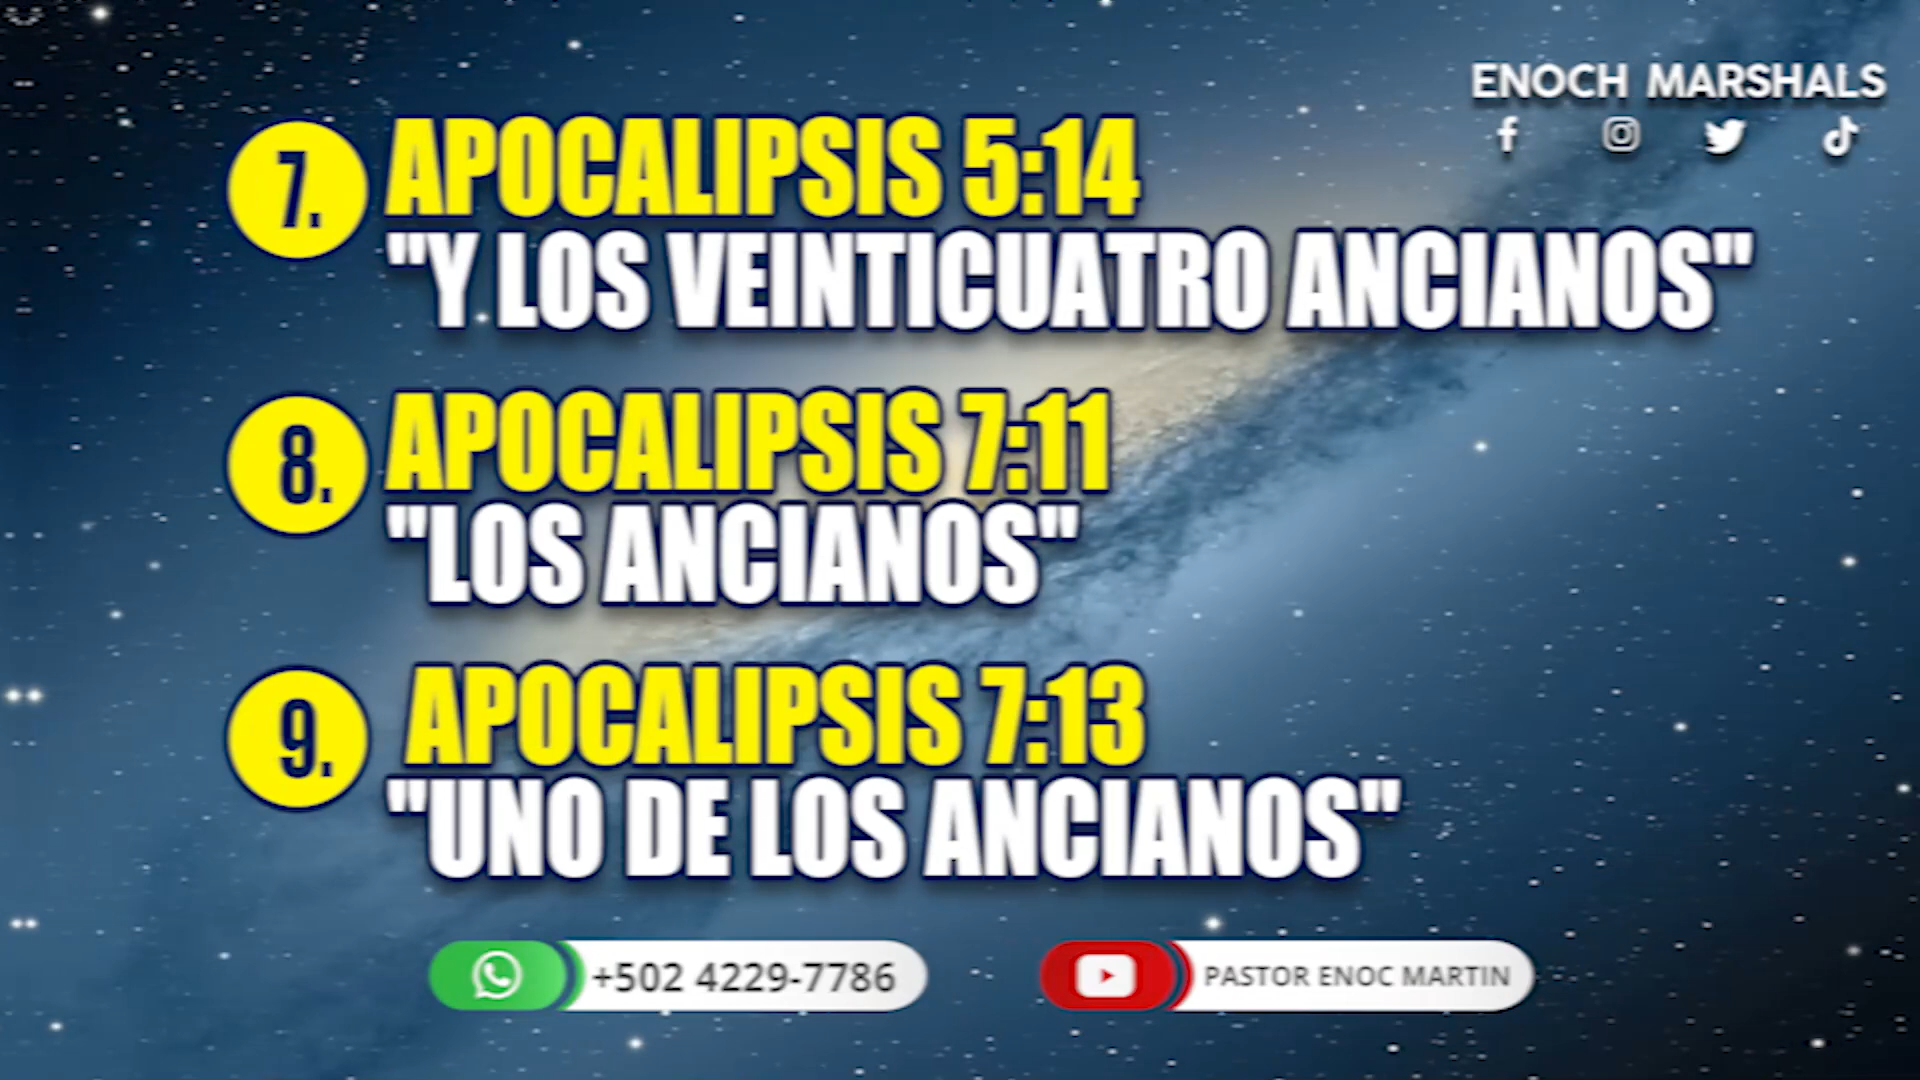 ENOCH MARSHALS
7. APOCALIPSIS 5:14
"Y LOS VEINTICUATRO ANCIANOS"
8. APOCALIPSIS 7:11
"LOS ANCIANOS"
9. APOCALIPSIS 7:13
"UNO DE LOS ANCIANOS"
+502 4229-7786
PASTOR ENOC MARTIN